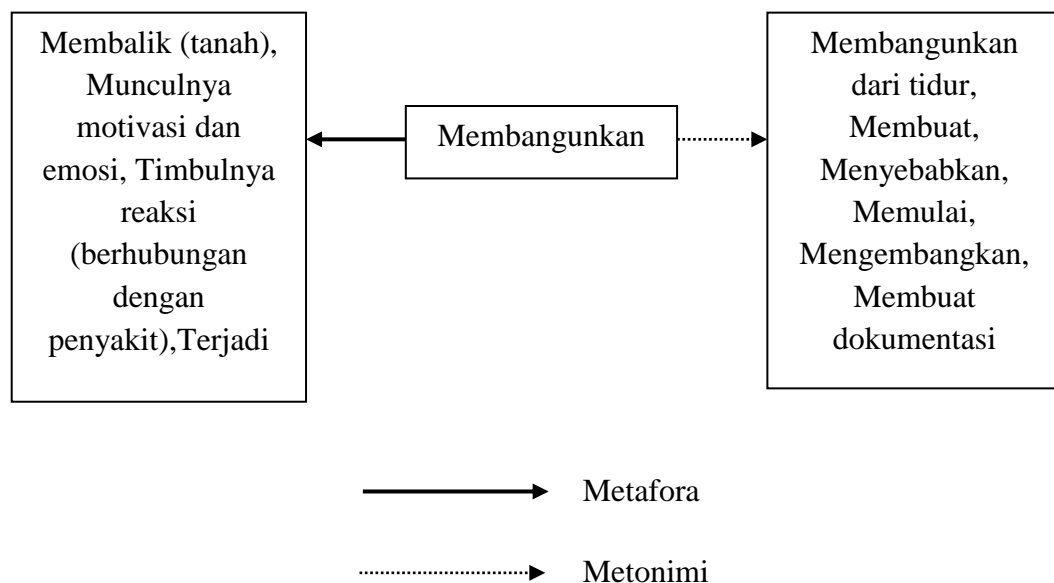 Membalik (tanah),
Munculnya
motivasi dan
emosi, Timbulnya
reaksi
(berhubungan
dengan
penyakit),Terjadi
Membangunkan
Membangunkan
dari tidur,
Membuat,
Menyebabkan,
Memulai,
Mengembangkan,
Membuat
dokumentasi
Metafora
Metonimi